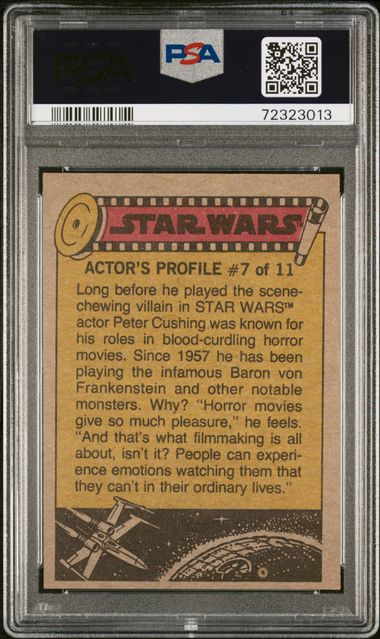 PSA
PSA
72323013
STAR WARS™
ACTOR'S PROFILE #7 of 11
Long before he played the scene-
chewing villain in STAR WARS™
actor Peter Cushing was known for
his roles in blood-curdling horror
movies. Since 1957 he has been
playing the infamous Baron von
Frankenstein and other notable
monsters. Why? "Horror movies
give so much pleasure," he feels.
"And that's what filmmaking is all
about, isn't it? People can experi-
ence emotions watching them that
they can't in their ordinary lives."